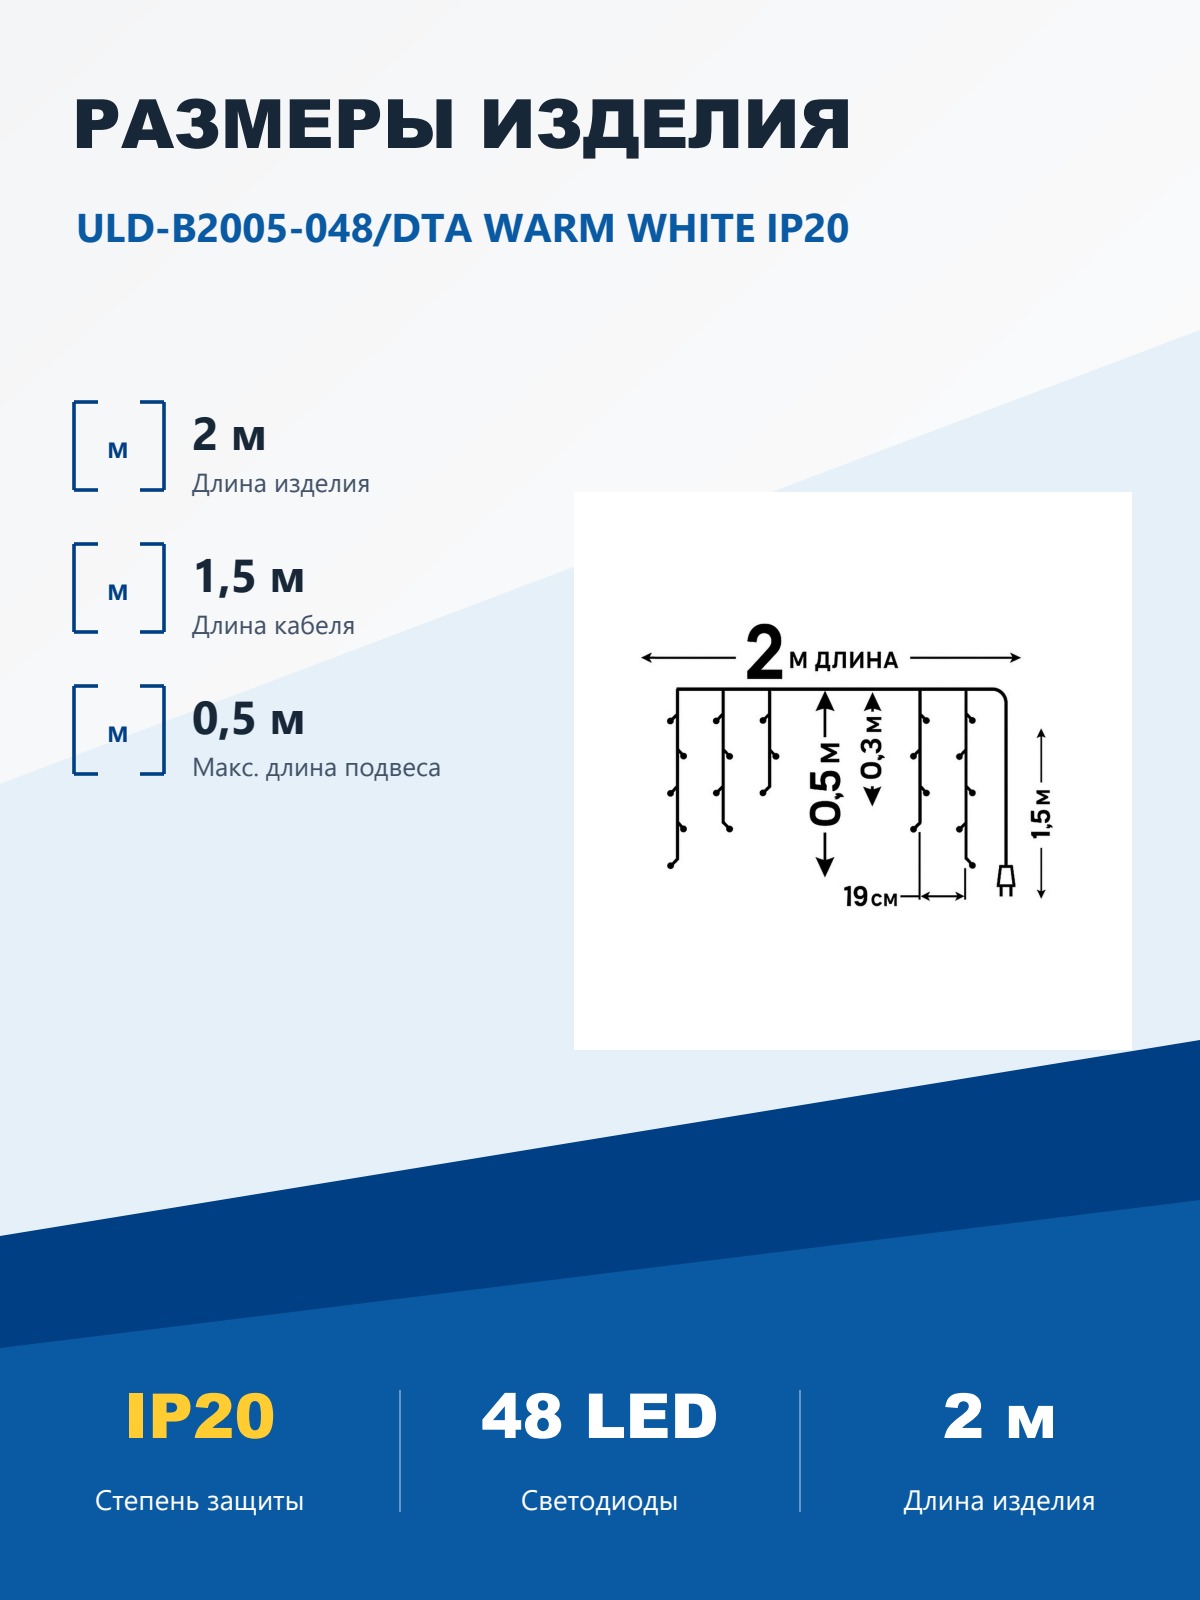 РАЗМЕРЫ ИЗДЕЛИЯ
ULD-B2005-048/DTA WARM WHITE IP20
м
2 м
Длина изделия
м
1,5 м
Длина кабеля
м
0,5 м
Макс. длина подвеса
2 М ДЛИНА
0,5 м
0,3 м
1,5 м
19 см
IP20
Степень защиты
48 LED
Светодиоды
2 м
Длина изделия